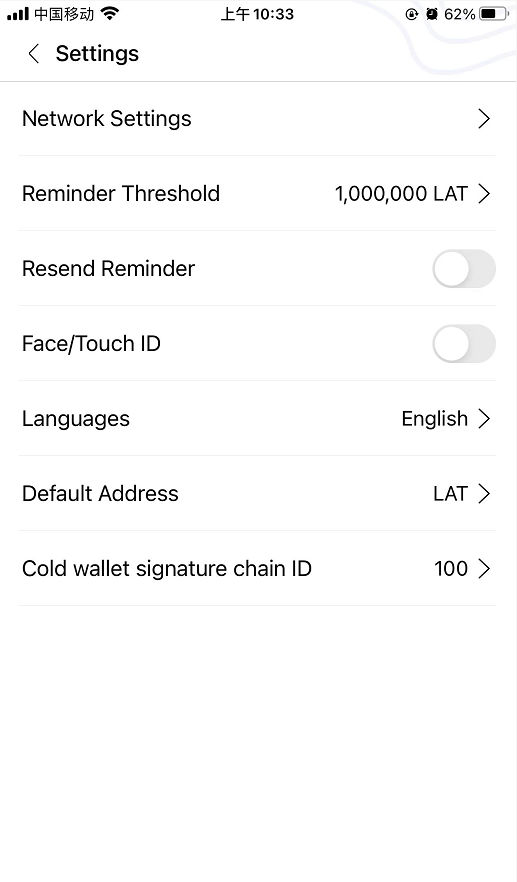 中国移动 上午10:33 62%
Settings
Network Settings
Reminder Threshold 1,000,000 LAT
Resend Reminder
Face/Touch ID
Languages English
Default Address LAT
Cold wallet signature chain ID 100